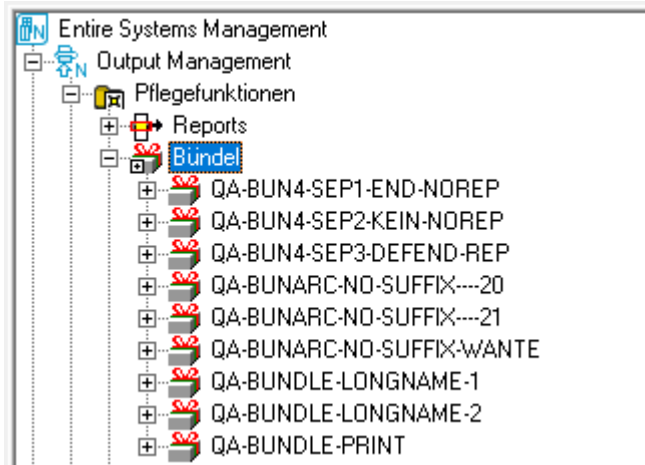 Entire Systems Management
Output Management
Pflegefunktionen
Reports
Bündel
QA-BUN4-SEP1-END-NOREP
QA-BUN4-SEP2-KEIN-NOREP
QA-BUN4-SEP3-DEFEND-REP
QA-BUNARC-NO-SUFFIX----20
QA-BUNARC-NO-SUFFIX----21
QA-BUNARC-NO-SUFFIX-WANTE
QA-BUNDLE-LONGNAME-1
QA-BUNDLE-LONGNAME-2
QA-BUNDLE-PRINT